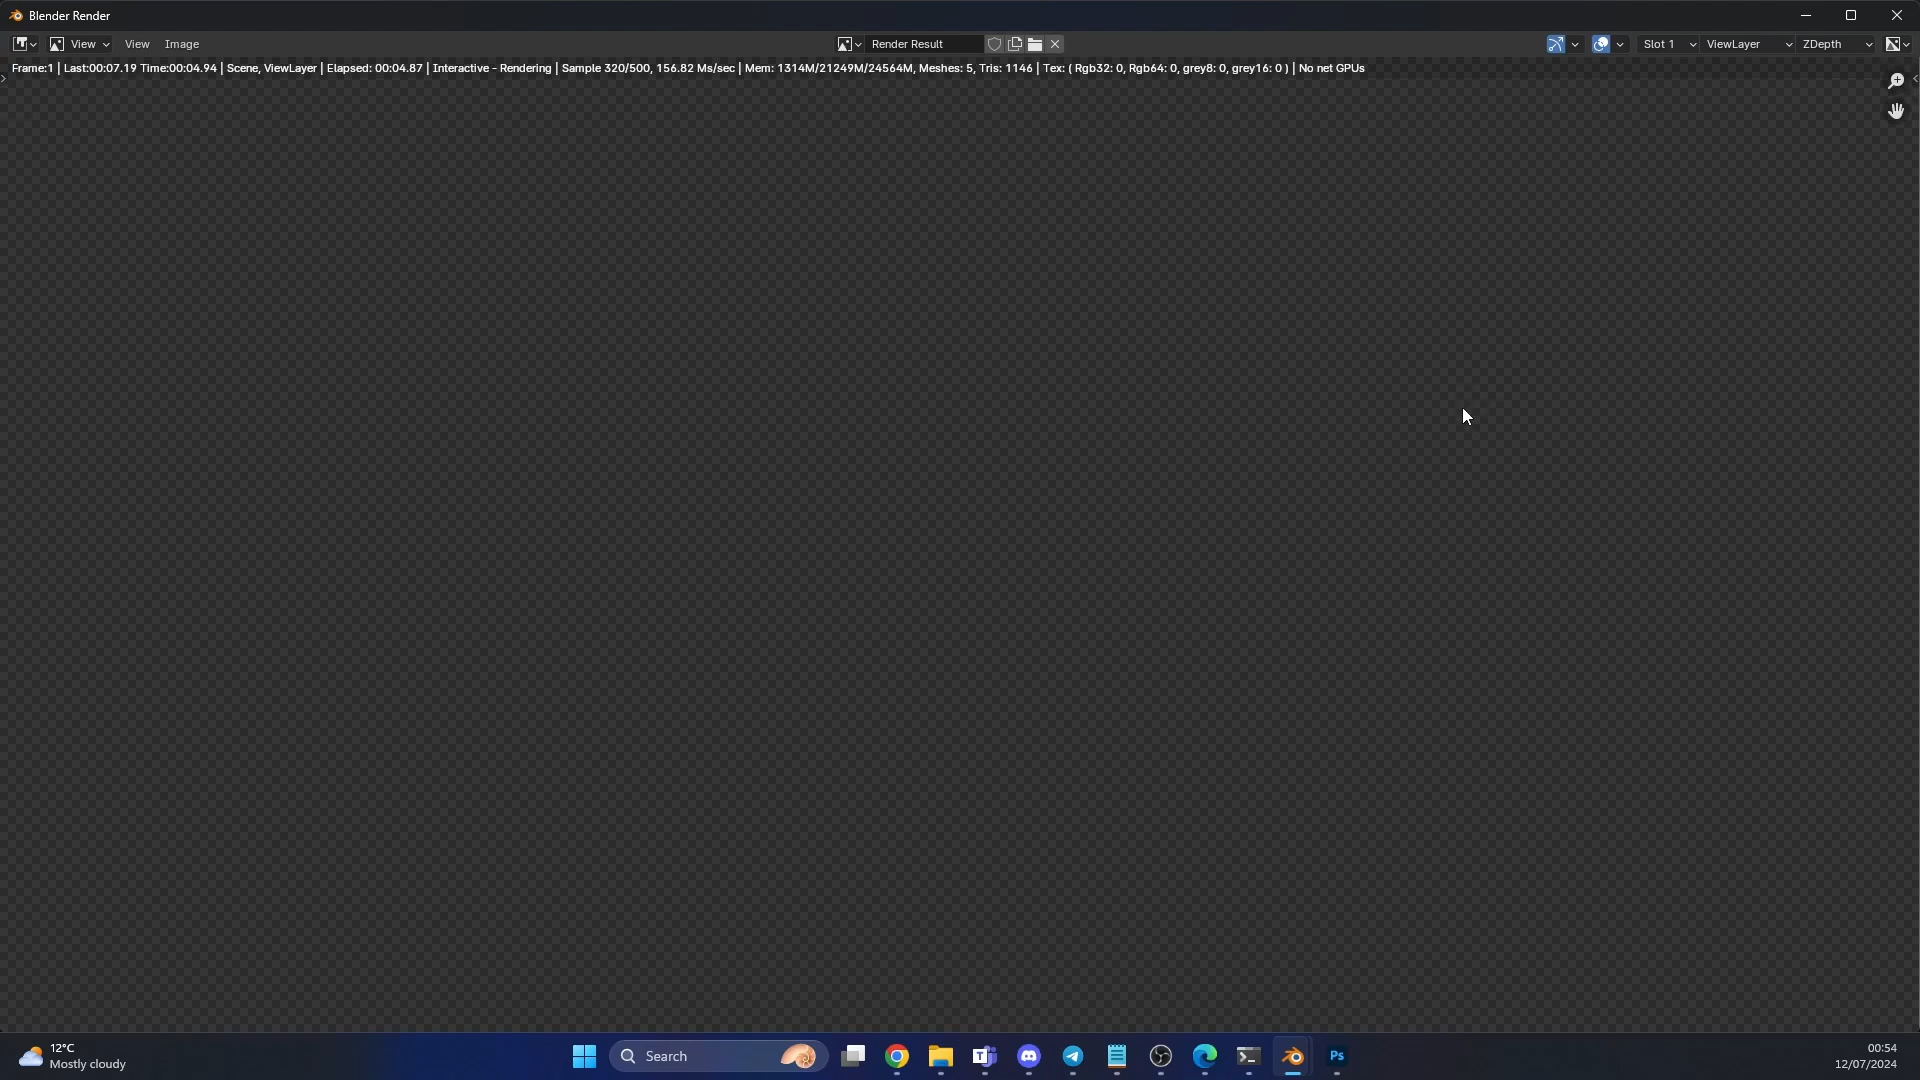 Blender Render
View View Image Render Result Slot 1 ViewLayer ZDepth
Frame:1 | Last:00:07.19 Time:00:04.94 | Scene, ViewLayer | Elapsed: 00:04.87 | Interactive - Rendering | Sample 320/500, 156.82 Ms/sec | Mem: 1314M/21249M/24564M, Meshes: 5, Tris: 1146 | Tex: ( Rgb32: 0, Rgb64: 0, grey8: 0, grey16: 0 ) | No net GPUs
12°C
Mostly cloudy
Search
Ps
00:54
12/07/2024